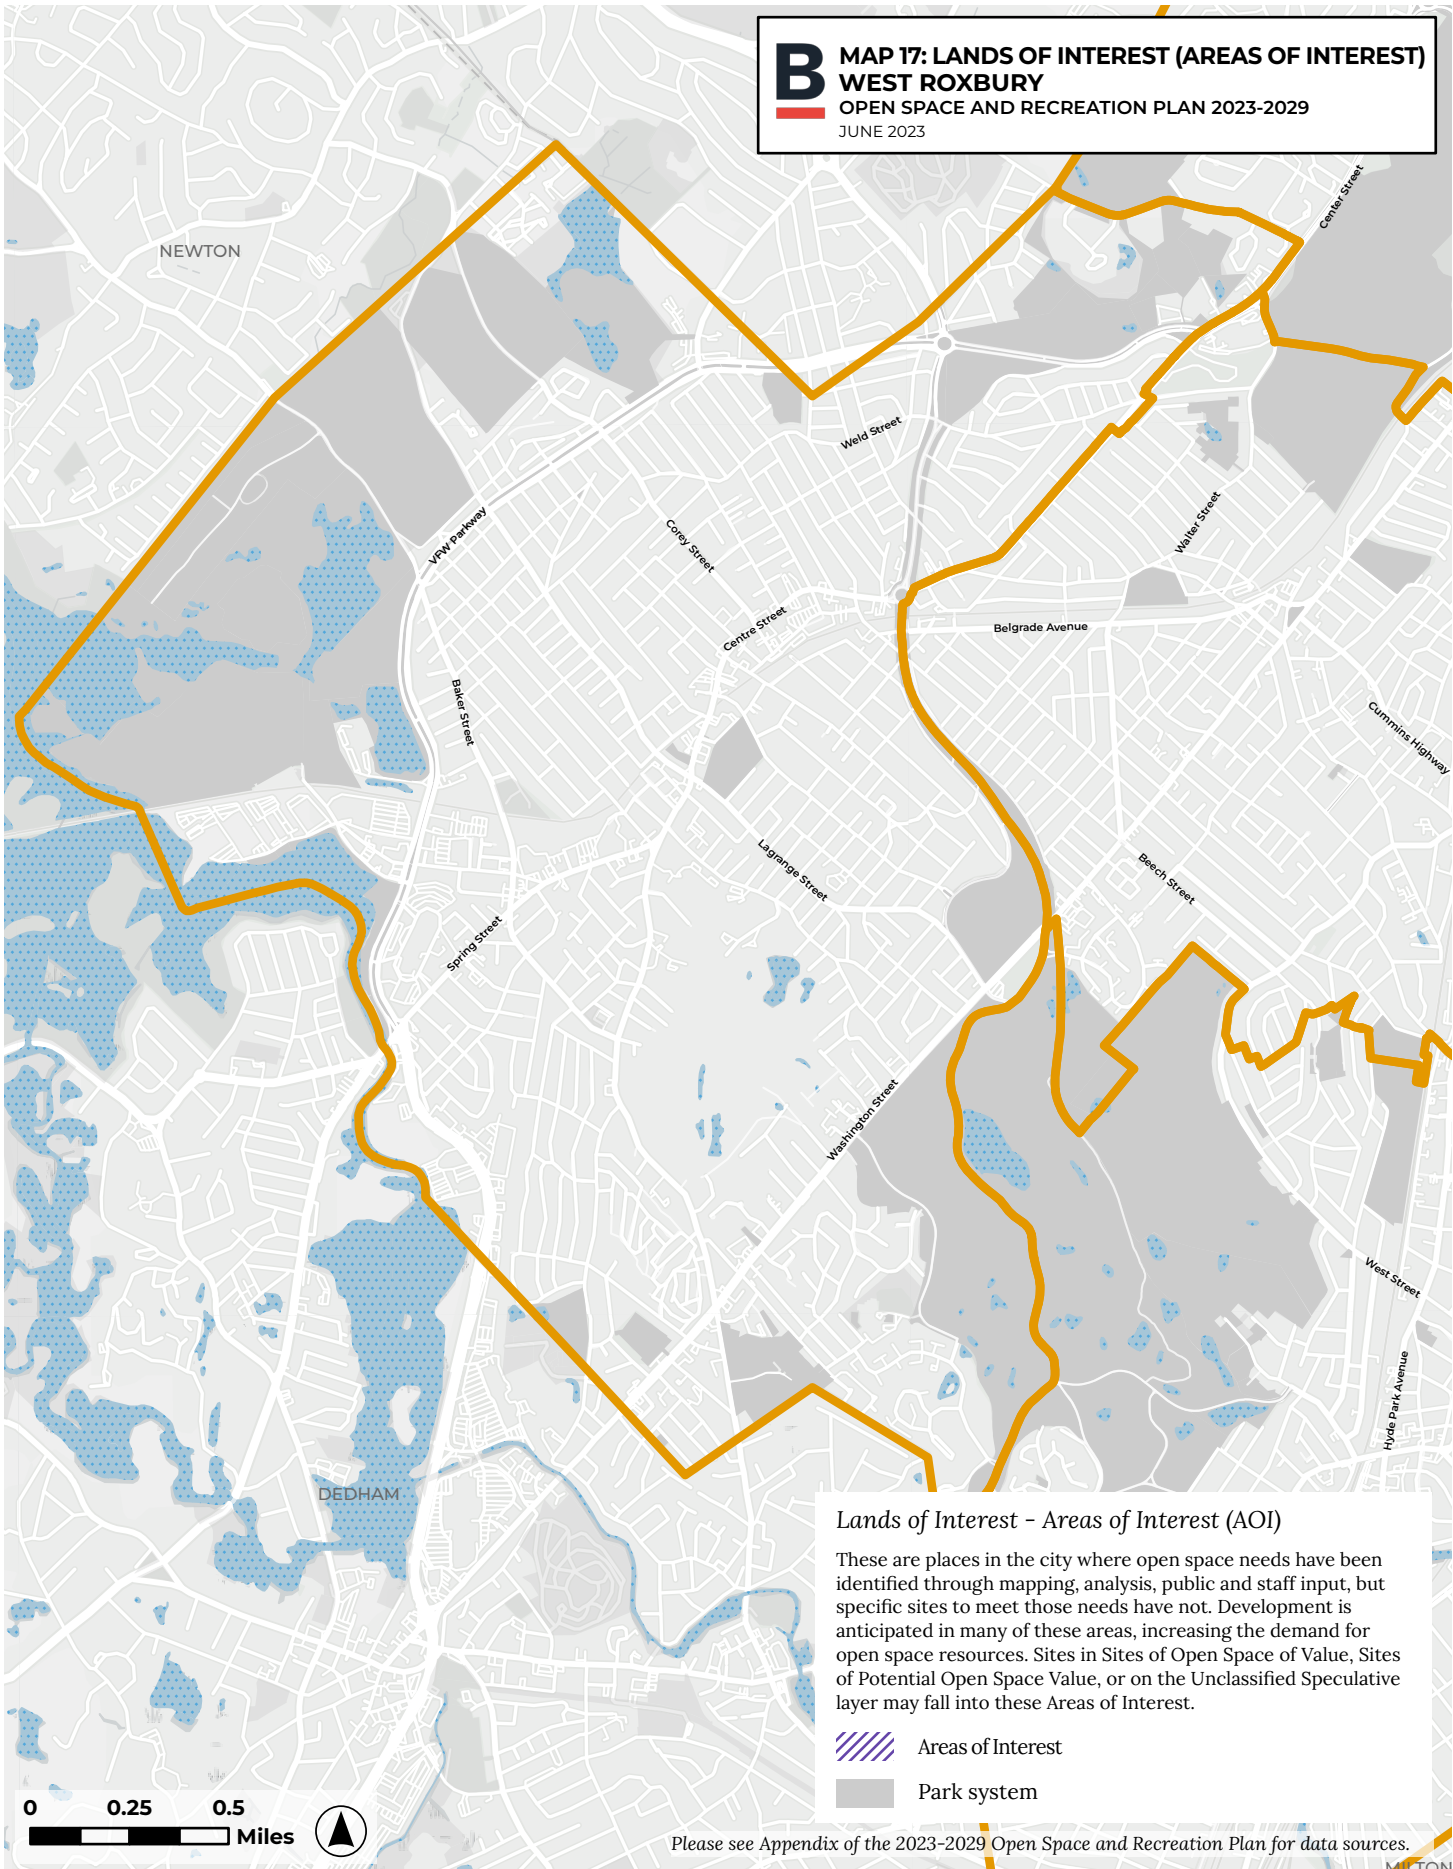 B
MAP 17: LANDS OF INTEREST (AREAS OF INTEREST)
WEST ROXBURY
OPEN SPACE AND RECREATION PLAN 2023-2029
JUNE 2023
Center Street
NEWTON
Weld Street
VFW Parkway
Corey Street
Walter Street
Centre Street
Belgrade Avenue
Baker Street
Cummins Highway
Lagrange Street
Beech Street
Spring Street
Washington Street
West Street
Hyde Park Avenue
DEDHAM
Lands of Interest - Areas of Interest (AOI)
These are places in the city where open space needs have been
identified through mapping, analysis, public and staff input, but
specific sites to meet those needs have not. Development is
anticipated in many of these areas, increasing the demand for
open space resources. Sites in Sites of Open Space of Value, Sites
of Potential Open Space Value, or on the Unclassified Speculative
layer may fall into these Areas of Interest.
Areas of Interest
Park system
0 0.25 0.5
Miles
Please see Appendix of the 2023-2029 Open Space and Recreation Plan for data sources.
MILTON